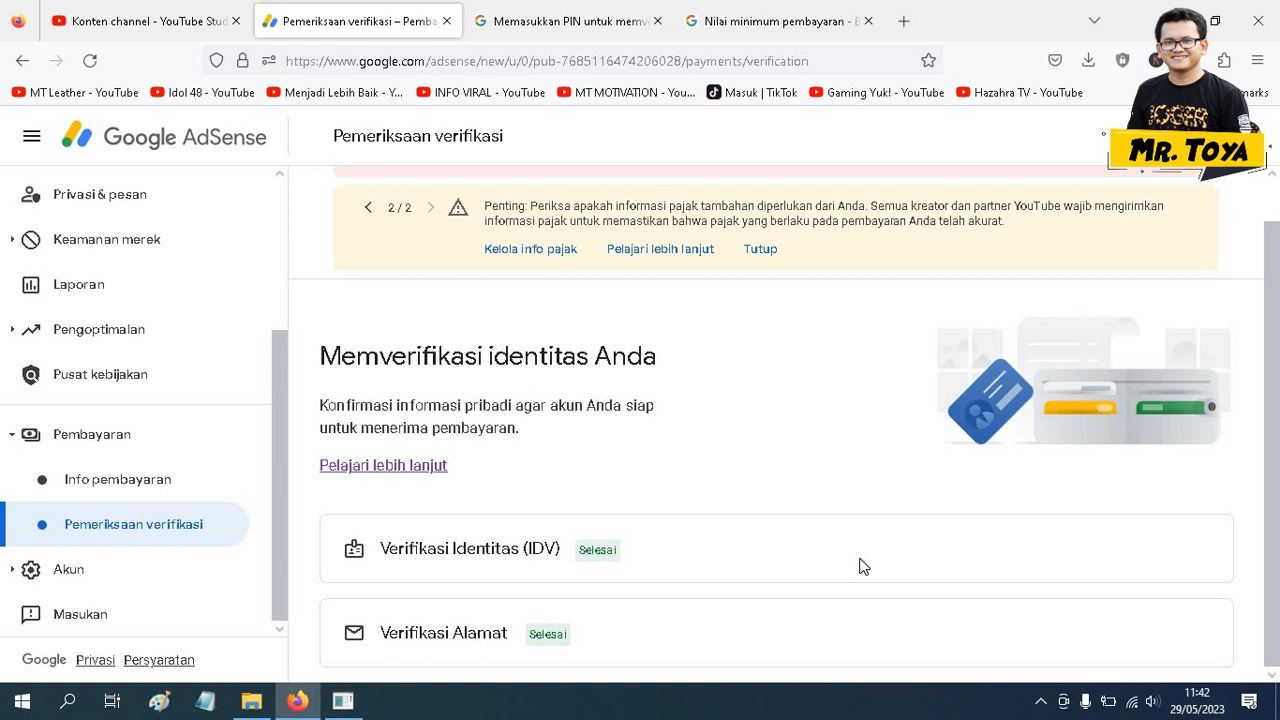 Konten channel - YouTube Stud
Pemeriksaan verifikasi – Pemba
Memasukkan PIN untuk memve
Nilai minimum pembayaran - B
https://www.google.com/adsense/new/u/0/pub-7685116474206028/payments/verification
MT Leather - YouTube
Idol 48 - YouTube
Menjadi Lebih Baik - Y...
INFO VIRAL - YouTube
MT MOTIVATION - You...
Masuk | TikTok
Gaming Yuk! - YouTube
Hazahra TV - YouTube
MR. TOYA
Google AdSense
Pemeriksaan verifikasi
Privasi & pesan
Keamanan merek
Laporan
Pengoptimalan
Pusat kebijakan
Pembayaran
Info pembayaran
Pemeriksaan verifikasi
Akun
Masukan
Google Privasi Persyaratan
2 / 2
Penting: Periksa apakah informasi pajak tambahan diperlukan dari Anda. Semua kreator dan partner YouTube wajib mengirimkan
informasi pajak untuk memastikan bahwa pajak yang berlaku pada pembayaran Anda telah akurat.
Kelola info pajak Pelajari lebih lanjut Tutup
Memverifikasi identitas Anda
Konfirmasi informasi pribadi agar akun Anda siap
untuk menerima pembayaran.
Pelajari lebih lanjut
Verifikasi Identitas (IDV) Selesai
Verifikasi Alamat Selesai
11:42
29/05/2023